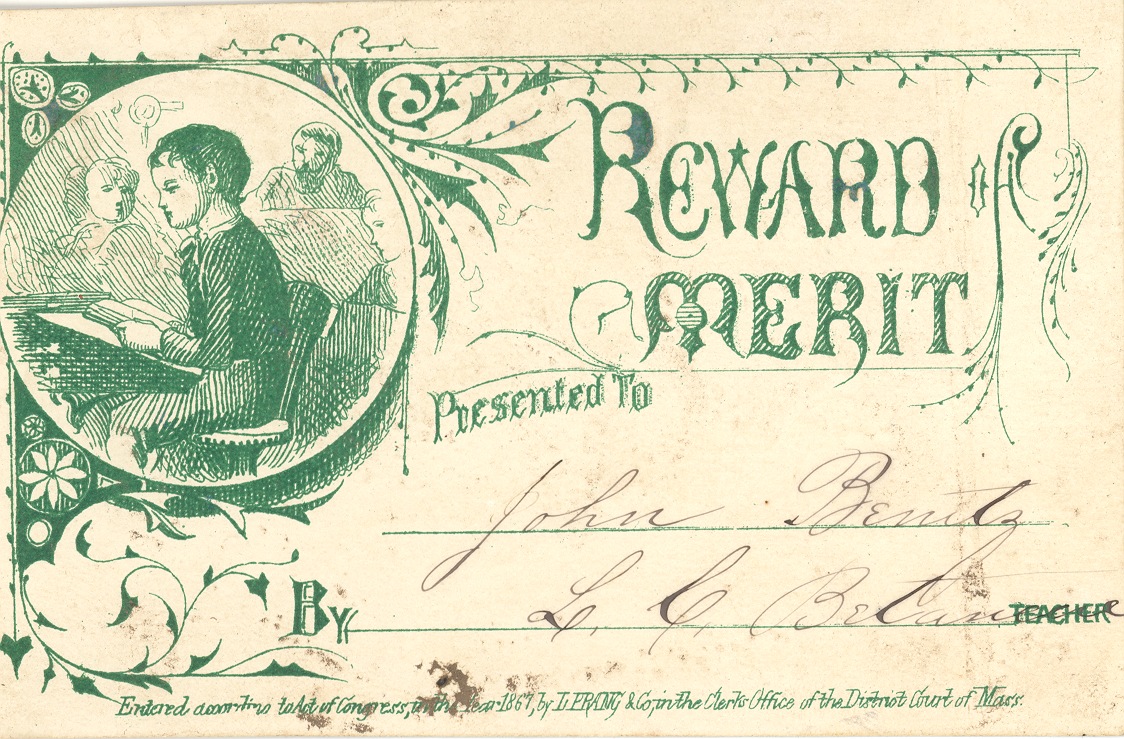 REWARD of
MERIT
Presented To
John Benitz
By L. C. TEACHER
Entered according to Act of Congress, in the Year 1867, by L. PRANG & Co, in the Clerk's Office of the District Court of Mass.